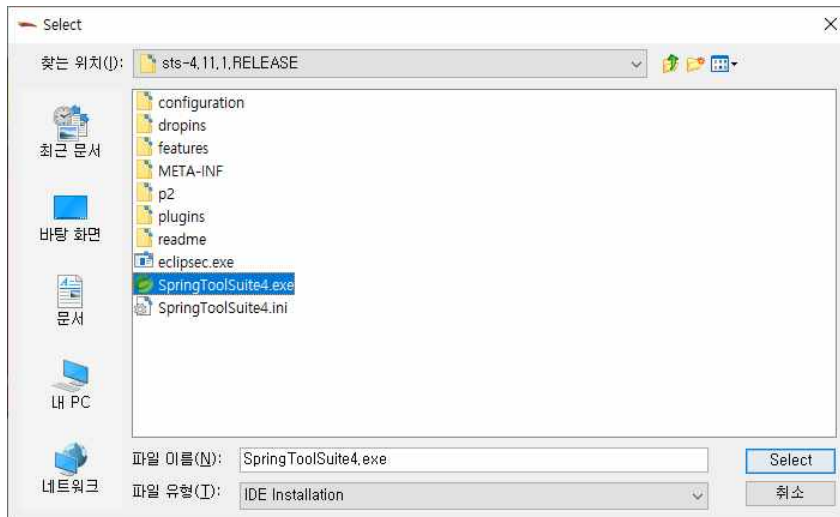 Select
찾는 위치(I):
sts-4.11.1.RELEASE
최근 문서
바탕 화면
문서
내 PC
네트워크
configuration
dropins
features
META-INF
p2
plugins
readme
eclipsec.exe
SpringToolSuite4.exe
SpringToolSuite4.ini
파일 이름(N):
SpringToolSuite4.exe
Select
파일 유형(T):
IDE Installation
취소